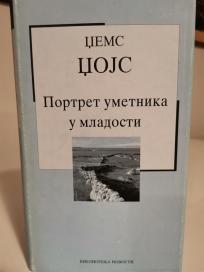 ЏЕМС
ЏОЈС
Портрет уметника
у младости
БИБЛИОТЕКА НОВОСТИ